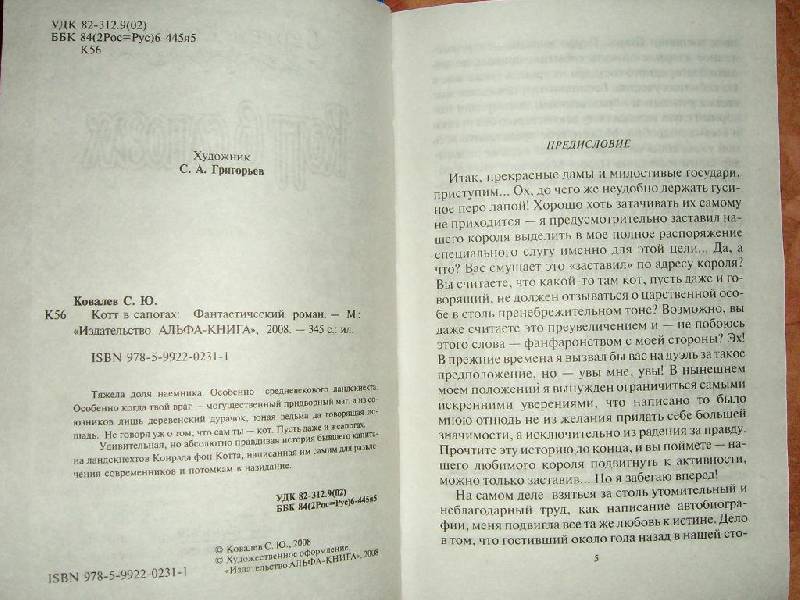 УДК 82-312.9(02)
ББК 84(2Рос=Рус)6-445я5
К56
Художник
С. А. Григорьев
Ковалев С. Ю.
К56 Котт в сапогах: Фантастический роман. — М.:
«Издательство АЛЬФА-КНИГА», 2008. — 345 с.: ил.
ISBN 978-5-9922-0231-1
Тяжела доля наемника. Особенно средневекового ландскнехта.
Особенно когда твой враг — могущественный придворный маг, а из со-
юзников лишь деревенский дурачок, юная ведьма да говорящая ло-
шадь. Не говоря уж о том, что сам ты — кот. Пусть даже и в сапогах.
Удивительная, но абсолютно правдивая история бывшего капита-
на ландскнехтов Конрада фон Котта, написанная им самим для развле-
чения современников и потомкам в назидание.
УДК 82-312.9(02)
ББК 84(2Рос=Рус)6-445я5
© Ковалев С. Ю., 2008
© Художественное оформление,
«Издательство АЛЬФА-КНИГА», 2008
ISBN 978-5-9922-0231-1
ПРЕДИСЛОВИЕ
Итак, прекрасные дамы и милостивые государи,
приступим... Ох, до чего же неудобно держать гуси-
ное перо лапой! Хорошо хоть затачивать их самому
не приходится — я предусмотрительно заставил на-
шего короля выделить в мое полное распоряжение
специального слугу именно для этой цели... Да, а
что? Вас смущает это «заставил» по адресу короля?
Вы считаете, что какой-то там кот, пусть даже и го-
ворящий, не должен отзываться о царственной осо-
бе в столь пренебрежительном тоне? Возможно, вы
даже считаете это преувеличением и — не побоюсь
этого слова — фанфаронством с моей стороны? Эх!
В прежние времена я вызвал бы вас на дуэль за такое
предположение, но — увы мне, увы! В нынешнем
моем положении я вынужден ограничиться самыми
искренними уверениями, что написано то было
мною отнюдь не из желания придать себе большей
значимости, а исключительно из радения за правду.
Прочтите эту историю до конца, и вы поймете — на-
шего любимого короля подвигнуть к активности,
можно только заставив... Но я забегаю вперед!
На самом деле взяться за столь утомительный и
неблагодарный труд, как написание автобиогра-
фии, меня подвигла все та же любовь к истине. Дело
в том, что гостивший около года назад в нашей сто-
5